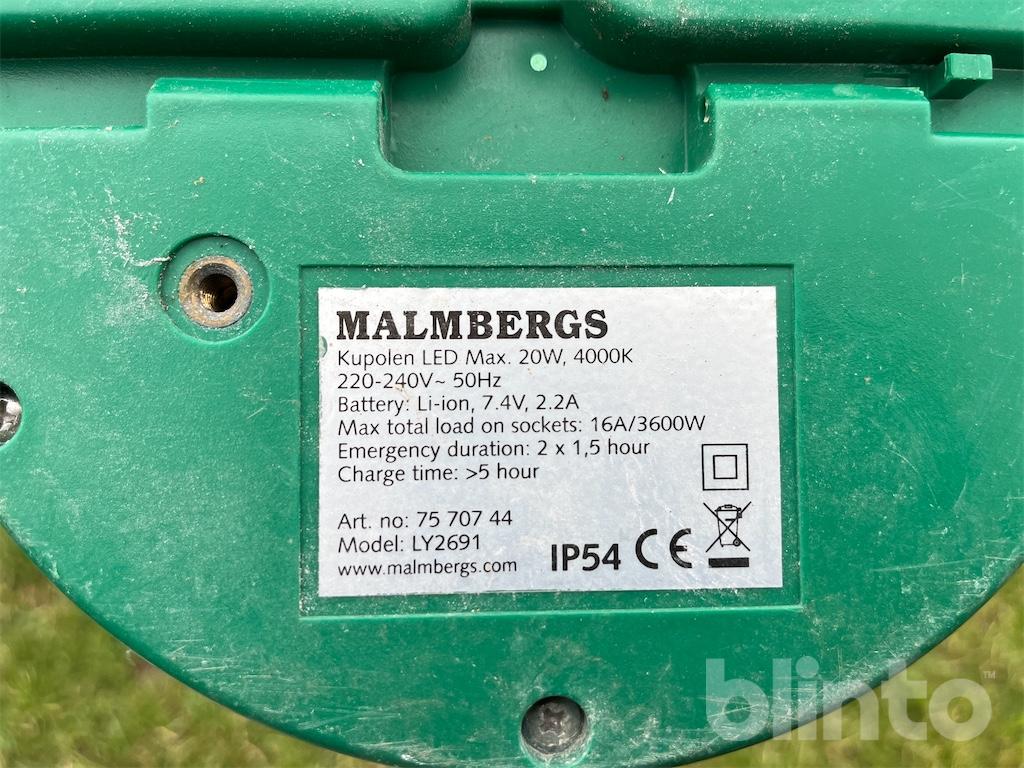 MALMBERGS
Kupolen LED Max. 20W, 4000K
220-240V~ 50Hz
Battery: Li-ion, 7.4V, 2.2A
Max total load on sockets: 16A/3600W
Emergency duration: 2 x 1,5 hour
Charge time: >5 hour
Art. no: 75 707 44
Model: LY2691
www.malmbergs.com
IP54 CE
blinto™